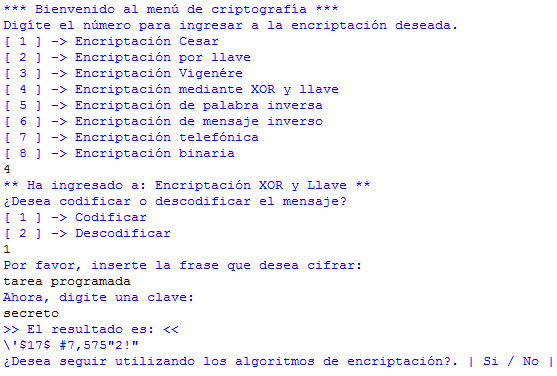 *** Bienvenido al menú de criptografía ***
Digíte el número para ingresar a la encriptación deseada.
[ 1 ] -> Encriptación Cesar
[ 2 ] -> Encriptación por llave
[ 3 ] -> Encriptación Vigenére
[ 4 ] -> Encriptación mediante XOR y llave
[ 5 ] -> Encriptación de palabra inversa
[ 6 ] -> Encriptación de mensaje inverso
[ 7 ] -> Encriptación telefónica
[ 8 ] -> Encriptación binaria
4
** Ha ingresado a: Encriptación XOR y Llave **
¿Desea codificar o descodificar el mensaje?
[ 1 ] -> Codificar
[ 2 ] -> Descodificar
1
Por favor, inserte la frase que desea cifrar:
tarea programada
Ahora, digite una clave:
secreto
>> El resultado es: <<
\'$17$ #7,575"2!"
¿Desea seguir utilizando los algoritmos de encriptación?. | Si / No |